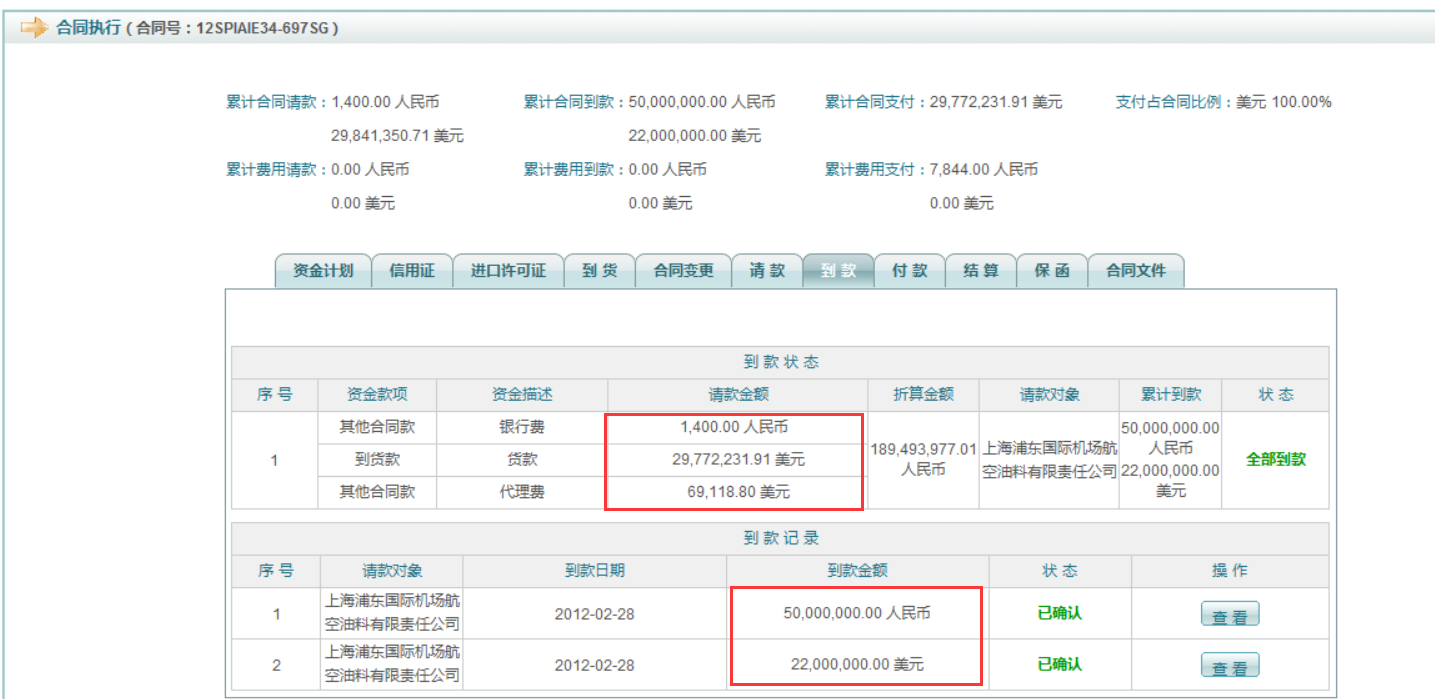 合同执行 ( 合同号 : 12SPIAIE34-697SG )
累计合同请款 : 1,400.00 人民币 累计合同到款 : 50,000,000.00 人民币 累计合同支付 : 29,772,231.91 美元 支付占合同比例 : 美元 100.00%
29,841,350.71 美元 22,000,000.00 美元
累计费用请款 : 0.00 人民币 累计费用到款 : 0.00 人民币 累计费用支付 : 7,844.00 人民币
0.00 美元 0.00 美元 0.00 美元
资金计划 信用证 进口许可证 到 货 合同变更 请 款 到 款 付 款 结 算 保 函 合同文件
到 款 状 态
序 号 资金款项 资金描述 请款金额 折算金额 请款对象 累计到款 状 态
1
其他合同款 银行费 1,400.00 人民币
到货款 货款 29,772,231.91 美元
其他合同款 代理费 69,118.80 美元
189,493,977.01
人民币
上海浦东国际机场航
空油料有限责任公司
50,000,000.00
人民币
22,000,000.00
美元
全部到款
到 款 记 录
序 号 请款对象 到款日期 到款金额 状 态 操 作
1
上海浦东国际机场航
空油料有限责任公司
2012-02-28 50,000,000.00 人民币 已确认 查 看
2
上海浦东国际机场航
空油料有限责任公司
2012-02-28 22,000,000.00 美元 已确认 查 看